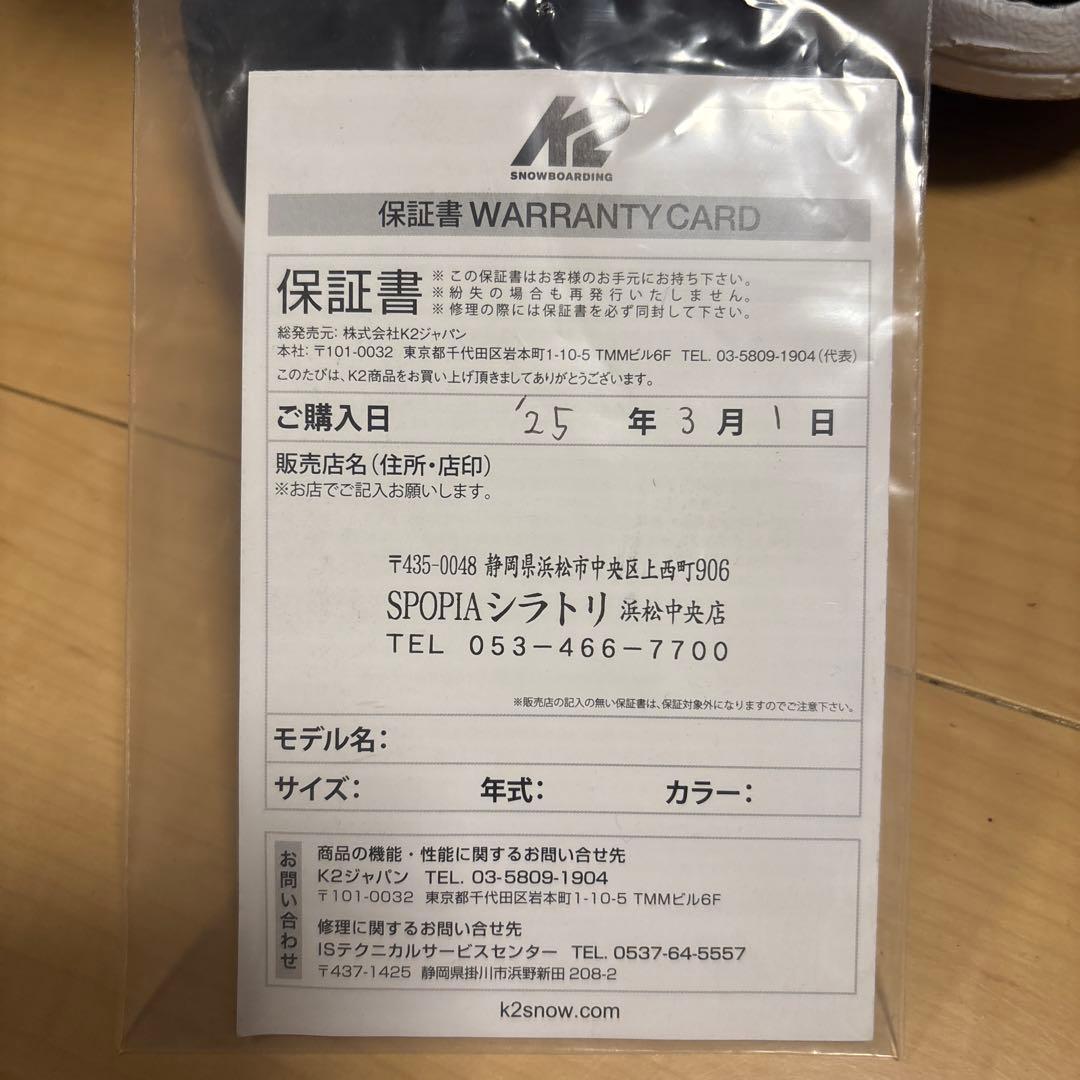 K2
SNOWBOARDING
保証書 WARRANTY CARD
保証書
※この保証書はお客様のお手元にお持ち下さい。
※紛失の場合も再発行いたしません。
※修理の際には保証書を必ず同封して下さい。
総発売元: 株式会社K2ジャパン
本社: 〒101-0032 東京都千代田区岩本町1-10-5 TMMビル6F TEL. 03-5809-1904(代表)
このたびは、K2商品をお買い上げ頂きましてありがとうございます。
ご購入日 '25 年 3 月 1 日
販売店名(住所・店印)
※お店でご記入お願いします。
〒435-0048 静岡県浜松市中央区上西町906
SPOPIAシラトリ 浜松中央店
TEL 053-466-7700
※販売店の記入の無い保証書は、保証対象外になりますのでご注意下さい。
モデル名:
サイズ: 年式: カラー:
お問い合わせ
商品の機能・性能に関するお問い合せ先
K2ジャパン TEL. 03-5809-1904
〒101-0032 東京都千代田区岩本町1-10-5 TMMビル6F
修理に関するお問い合せ先
ISテクニカルサービスセンター TEL. 0537-64-5557
〒437-1425 静岡県掛川市浜野新田 208-2
k2snow.com